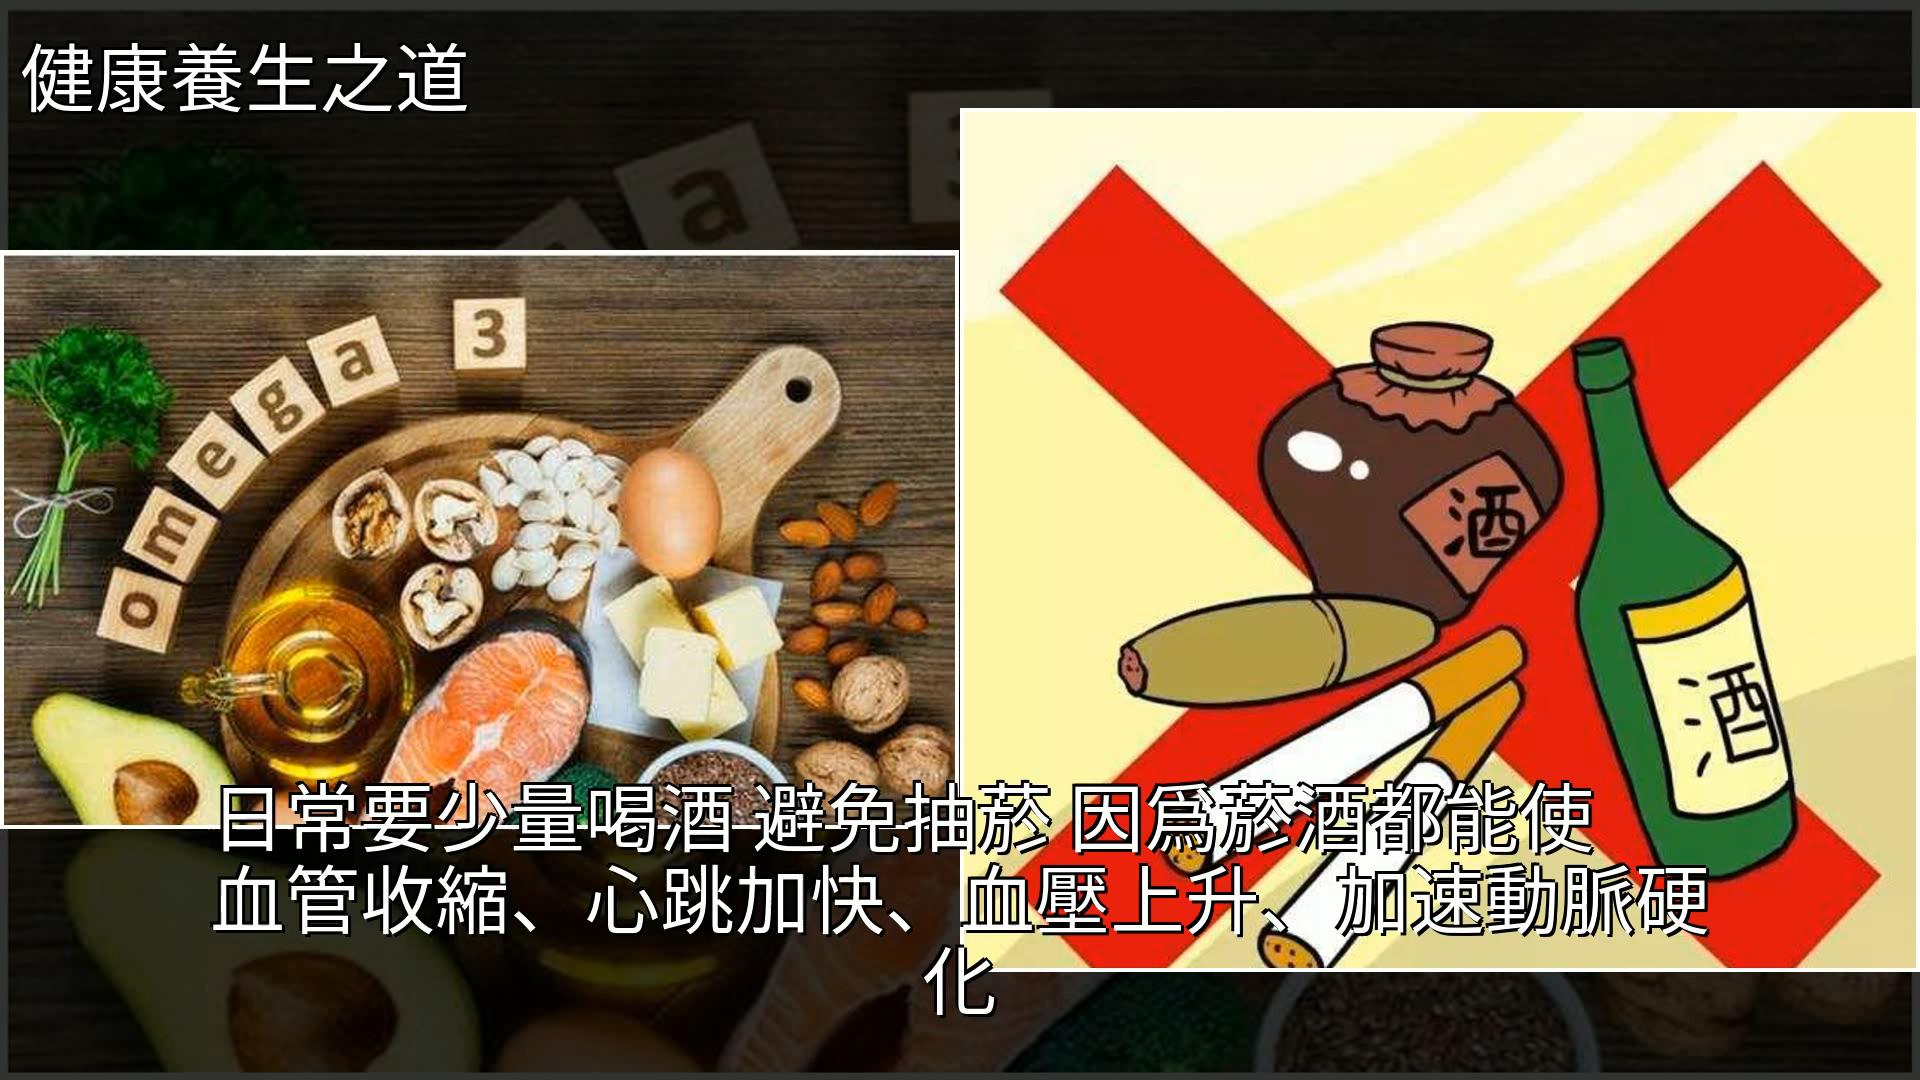 健康養生之道
a 3
omega 3
酒
酒
日常要少量喝酒 避免抽菸 因爲菸酒都能使
血管收縮、心跳加快、血壓上升、加速動脈硬
化